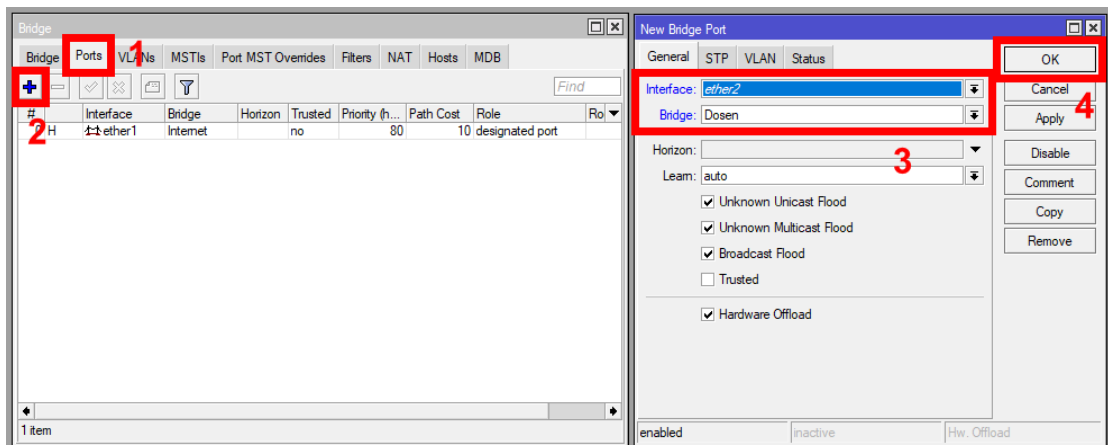 Bridge
Bridge Ports VLANs MSTIs Port MST Overrides Filters NAT Hosts MDB
1
Find
# Interface Bridge Horizon Trusted Priority (h... Path Cost Role Ro
0 H ether1 Internet no 80 10 designated port
2
1 item
New Bridge Port
General STP VLAN Status
Interface: ether2
Bridge: Dosen
Horizon:
3
Learn: auto
Unknown Unicast Flood
Unknown Multicast Flood
Broadcast Flood
Trusted
Hardware Offload
OK
Cancel
4
Apply
Disable
Comment
Copy
Remove
enabled inactive Hw. Offload